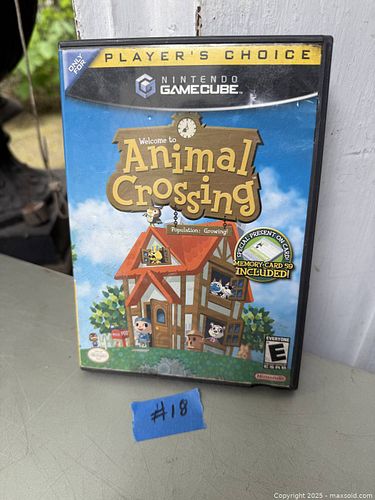 ONLY
FOR
PLAYER'S CHOICE
NINTENDO
GAMECUBE™
Welcome to
Animal
Crossing
Population: Growing!
SPECIAL PRESENT ON CARD!
MEMORY CARD 59
INCLUDED!
EVERYONE
E
ESRB
Nintendo
#18
Copyright © 2025 - maxsold.com